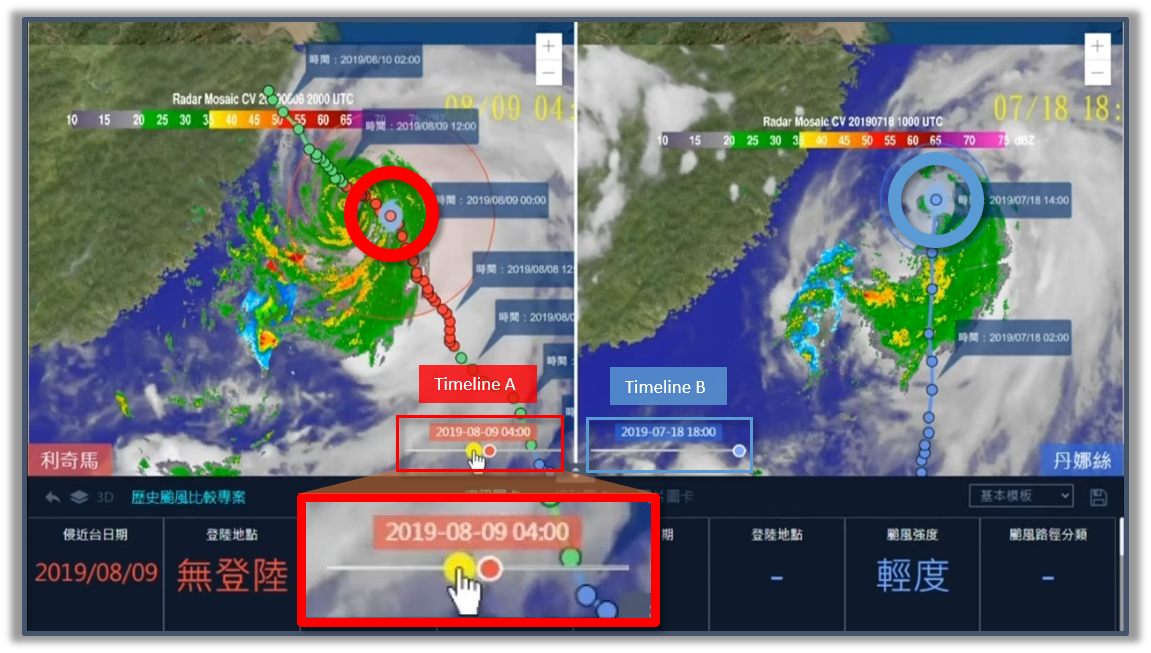 時間：2019/08/10 02:00
Radar Mosaic CV 2000 UTC
08/09 04:
10 15 20 25 30 35 40 45 50 55 60 65
時間：2019/08/09 12:00
時間：2019/08/09 00:00
時間：2019/08/08 12:
時間：2019/08/0
時間：
Timeline A
2019-08-09 04:00
利奇馬
07/18 18:
Radar Mosaic CV 20190718 1000 UTC
10 15 20 25 30 35 40 45 50 55 60 65 70 75 dBZ
2019/07/18 14:00
時間：2019/07/18 02:00
Timeline B
2019-07-18 18:00
丹娜絲
3D
歷史颱風比較專案
圖卡
基本模板
侵近台日期
登陸地點
期
登陸地點
颱風強度
颱風路徑分類
2019/08/09
無登陸
-
輕度
-
2019-08-09 04:00